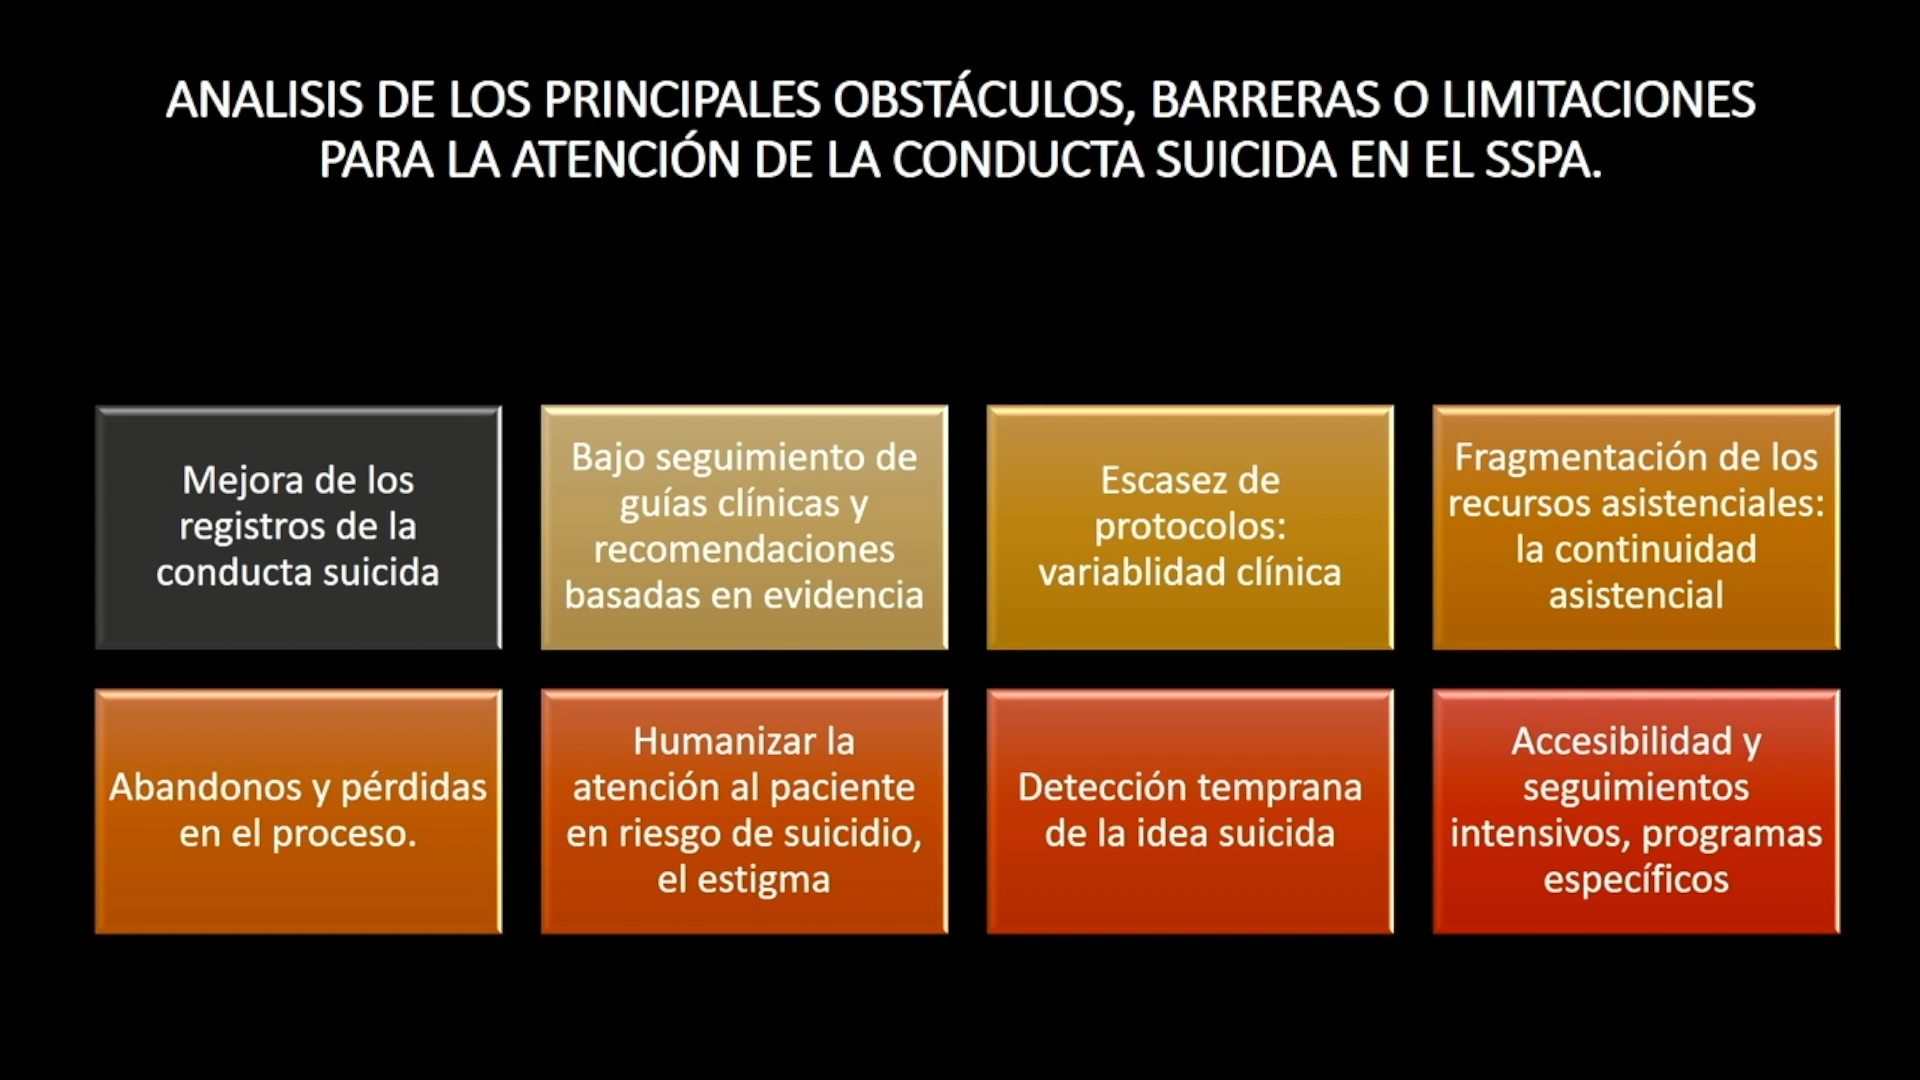 ANALISIS DE LOS PRINCIPALES OBSTÁCULOS, BARRERAS O LIMITACIONES
PARA LA ATENCIÓN DE LA CONDUCTA SUICIDA EN EL SSPA.
Mejora de los
registros de la
conducta suicida
Bajo seguimiento de
guías clínicas y
recomendaciones
basadas en evidencia
Escasez de
protocolos:
variablidad clínica
Fragmentación de los
recursos asistenciales:
la continuidad
asistencial
Abandonos y pérdidas
en el proceso.
Humanizar la
atención al paciente
en riesgo de suicidio,
el estigma
Detección temprana
de la idea suicida
Accesibilidad y
seguimientos
intensivos, programas
específicos